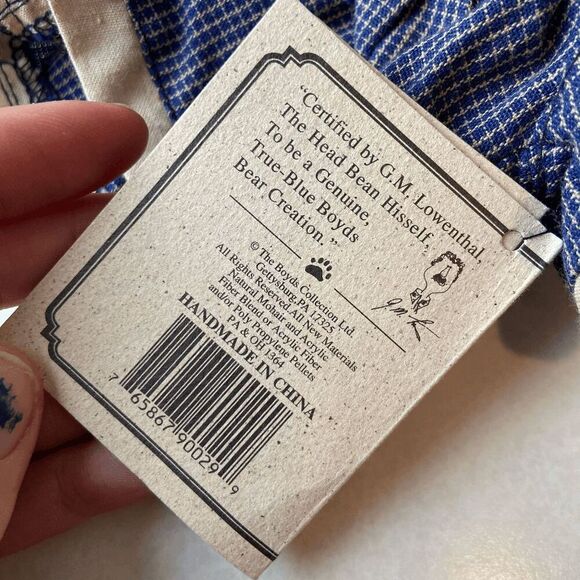 “Certified by G.M. Lowenthal,
The Head Bean Hisself,
To be a Genuine,
True-Blue Boyds
Bear Creation.”
© The Boyds Collection Ltd.
Gettysburg,PA 17325
All Rights Reserved.All New Materials
Natural Mohair and Acrylic
Fiber Blend or Acrylic Fiber
and/or Poly Propylene Pellets
PA & OH 1364
HANDMADE IN CHINA
7 65867 90029 9